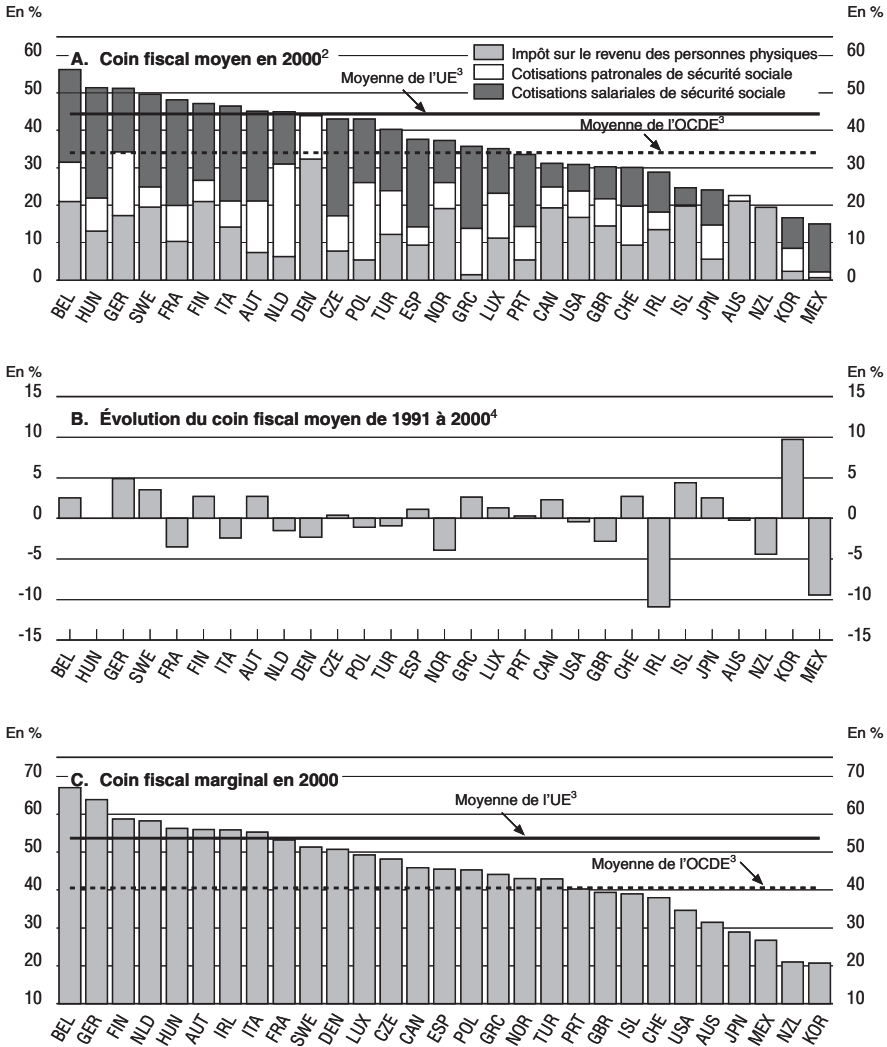 En % En %
A. Coin fiscal moyen en 2000²
Impôt sur le revenu des personnes physiques
Cotisations patronales de sécurité sociale
Cotisations salariales de sécurité sociale
Moyenne de l'UE³
Moyenne de l'OCDE³
60 60
50 50
40 40
30 30
20 20
10 10
0 0
BEL HUN GER SWE FRA FIN ITA AUT NLD DEN CZE POL TUR ESP NOR GRC LUX PRT CAN USA GBR CHE IRL ISL JPN AUS NZL KOR MEX
En % En %
15 15
B. Évolution du coin fiscal moyen de 1991 à 2000⁴
10 10
5 5
0 0
-5 -5
-10 -10
-15 -15
BEL HUN GER SWE FRA FIN ITA AUT NLD DEN CZE POL TUR ESP NOR GRC LUX PRT CAN USA GBR CHE IRL ISL JPN AUS NZL KOR MEX
En % En %
70 70
C. Coin fiscal marginal en 2000
Moyenne de l'UE³
60 60
50 50
Moyenne de l'OCDE³
40 40
30 30
20 20
10 10
BEL GER FIN NLD HUN AUT IRL ITA FRA SWE DEN LUX CZE CAN ESP POL GRC NOR TUR PRT GBR ISL CHE USA AUS JPN MEX NZL KOR